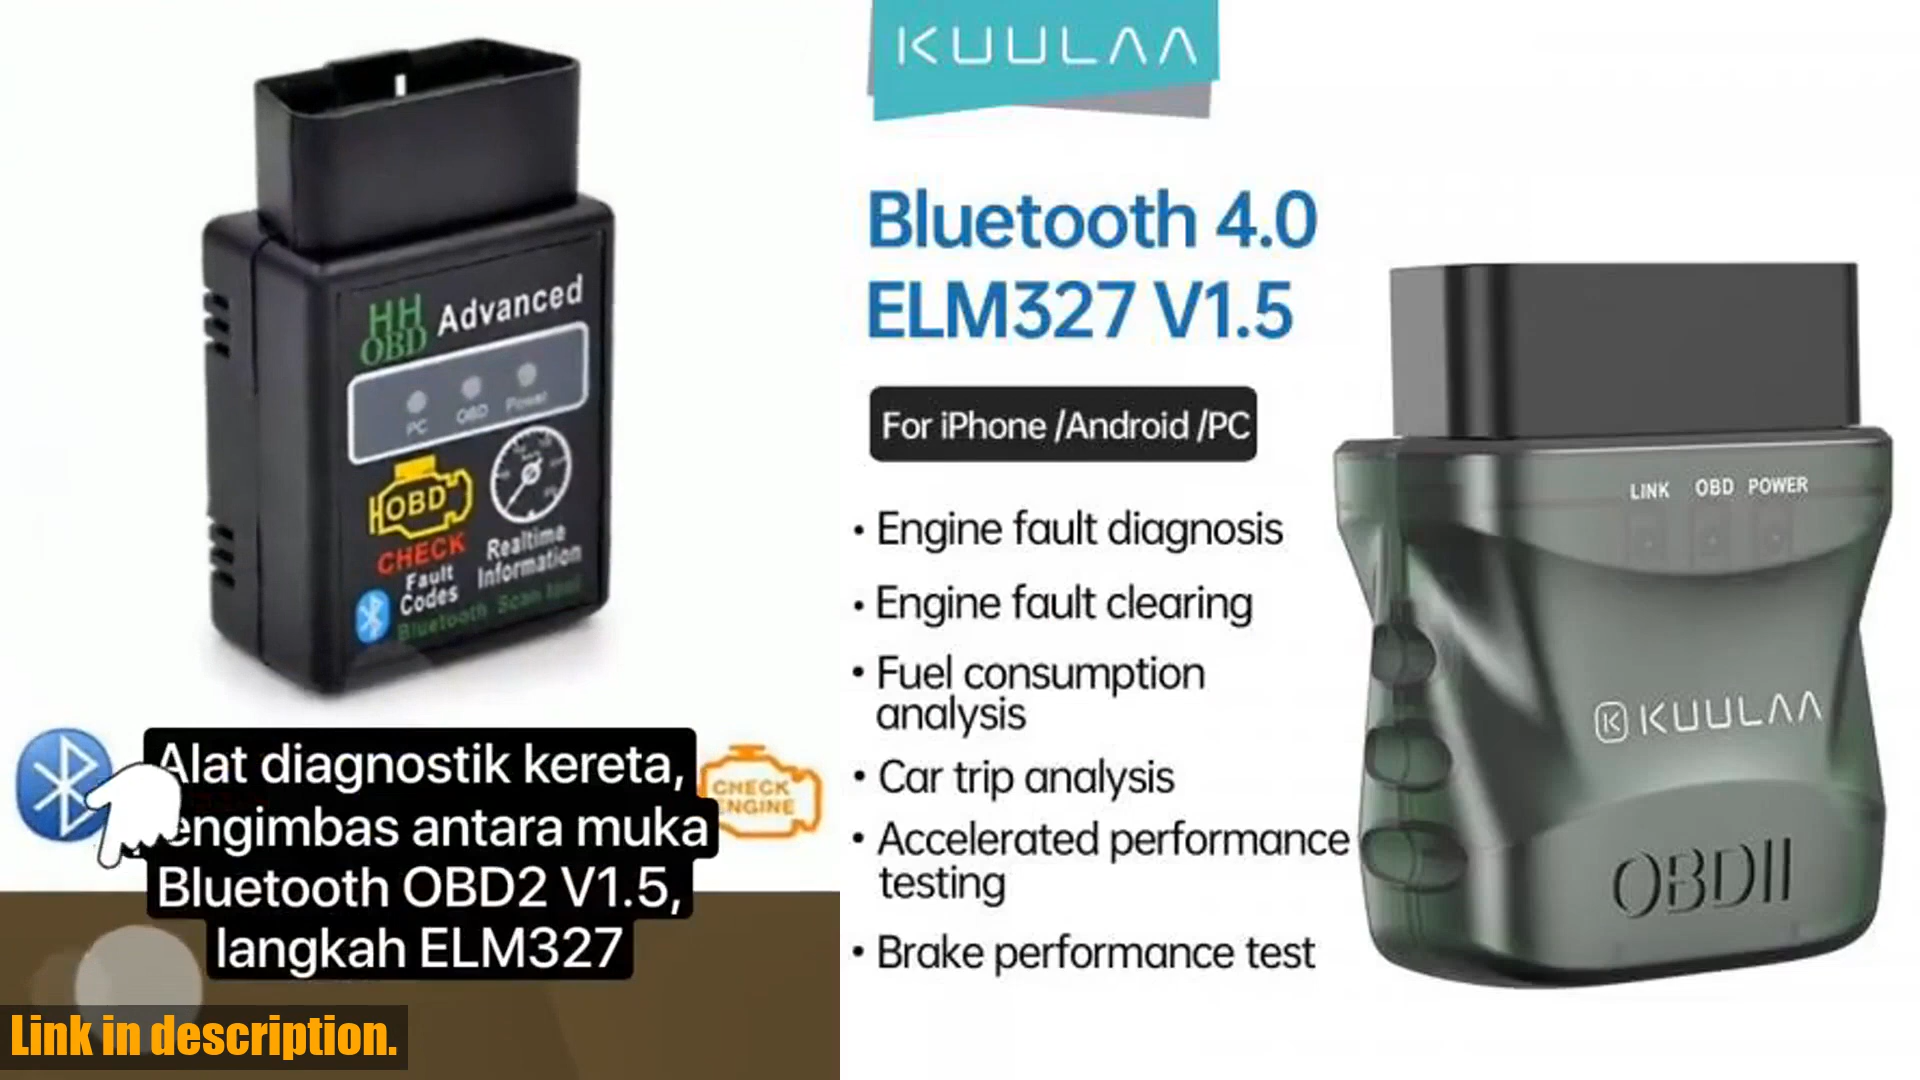 HH
OBD
Advanced
PC
OBD
Power
OBD
CHECK
Fault
Codes
Realtime
Information
Bluetooth Scan tool
CHECK
ENGINE
Alat diagnostik kereta,
engimbas antara muka
Bluetooth OBD2 V1.5,
langkah ELM327
Link in description.
KUULAA
Bluetooth 4.0
ELM327 V1.5
For iPhone /Android /PC
• Engine fault diagnosis
• Engine fault clearing
• Fuel consumption
analysis
• Car trip analysis
• Accelerated performance
testing
• Brake performance test
LINK OBD POWER
KUULAA
OBDII